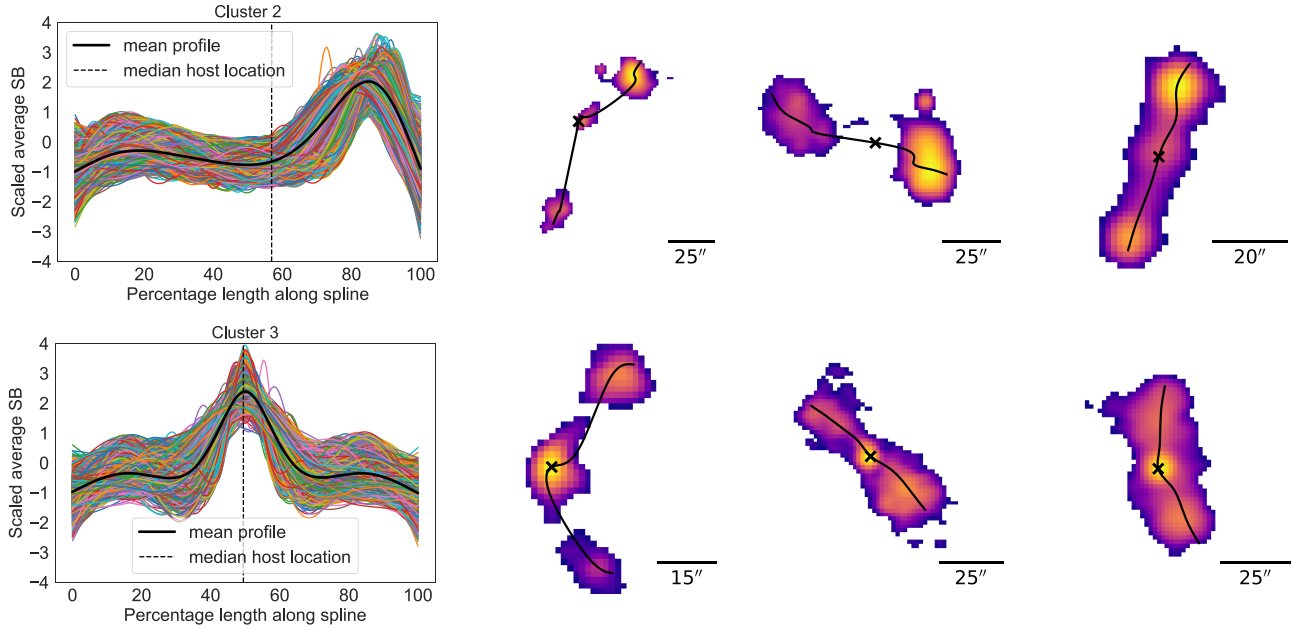 Cluster 2
4
3
2
1
0
−1
−2
−3
−4
Scaled average SB
mean profile
median host location
0 20 40 60 80 100
Percentage length along spline
25″
25″
20″
Cluster 3
4
3
2
1
0
−1
−2
−3
−4
Scaled average SB
mean profile
median host location
0 20 40 60 80 100
Percentage length along spline
15″
25″
25″